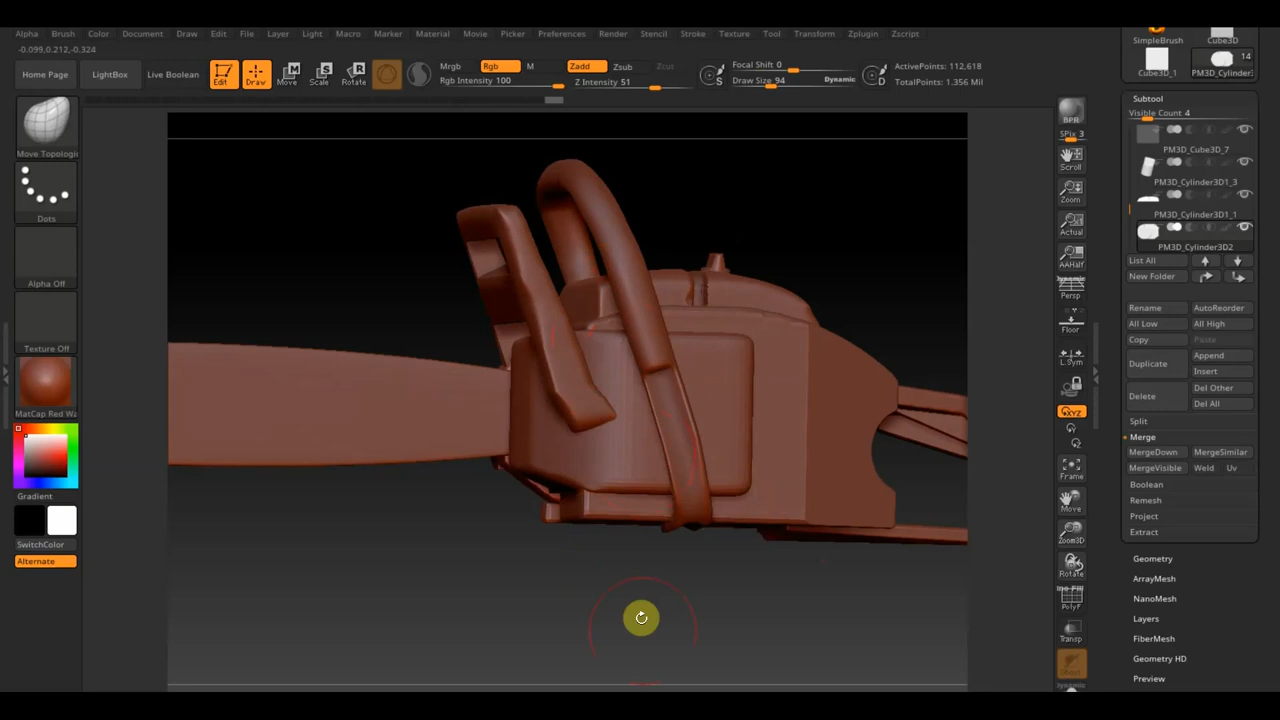 Alpha Brush Color Document Draw Edit File Layer Light Macro Marker Material Movie Picker Preferences Render Stencil Stroke Texture Tool Transform Zplugin Zscript
-0.099,0.212,-0.324
Home Page LightBox Live Boolean Edit Draw Move Scale Rotate
Mrgb Rgb M Zadd Zsub Zcut
Rgb Intensity 100 Z Intensity 51
S Focal Shift 0
Draw Size 94 Dynamic D
ActivePoints: 112,618
TotalPoints: 1.356 Mil
SimpleBrush Cube3D
14
Cube3D_1 PM3D_Cylinder
Move Topologic
Dots
Alpha Off
Texture Off
MatCap Red Wa
Gradient
SwitchColor
Alternate
BPR
SPix 3
Scroll
Zoom
Actual
AAHalf
Dynamic
Persp
Floor
L.Sym
XYZ
Y
Z
Frame
Move
Zoom3D
Rotate
Line Fill
PolyF
Transp
Dynamic
Subtool
Visible Count 4
PM3D_Cube3D_7
PM3D_Cylinder3D1_3
PM3D_Cylinder3D1_1
PM3D_Cylinder3D2
List All
New Folder
Rename AutoReorder
All Low All High
Copy Paste
Duplicate Append
Insert
Delete Del Other
Del All
Split
Merge
MergeDown MergeSimilar
MergeVisible Weld Uv
Boolean
Remesh
Project
Extract
Geometry
ArrayMesh
NanoMesh
Layers
FiberMesh
Geometry HD
Preview